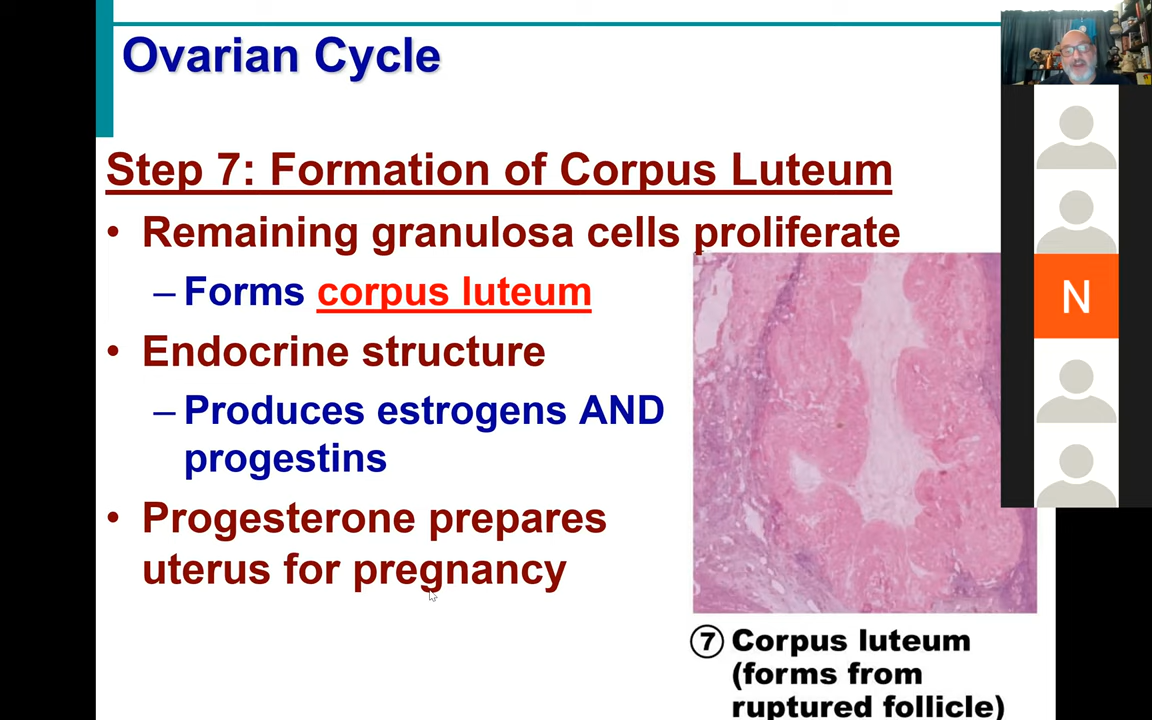 Ovarian Cycle
Step 7: Formation of Corpus Luteum
• Remaining granulosa cells proliferate
– Forms corpus luteum
• Endocrine structure
– Produces estrogens AND
progestins
• Progesterone prepares
uterus for pregnancy
N
7 Corpus luteum
(forms from
ruptured follicle)